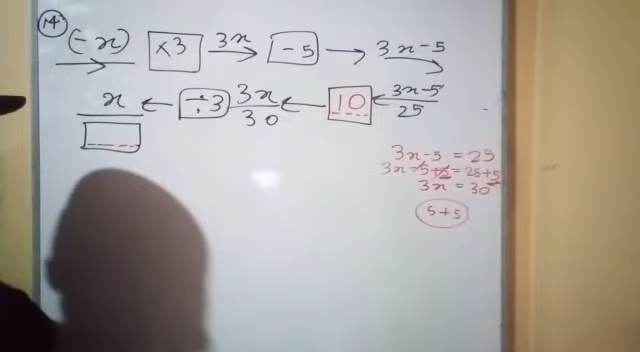 14
(-x) ×3 3x -5 3x-5
x ÷3 3x/30 10 3x-5/25
3x-5 = 25
3x-5+5 = 25+5
3x = 30
5+5